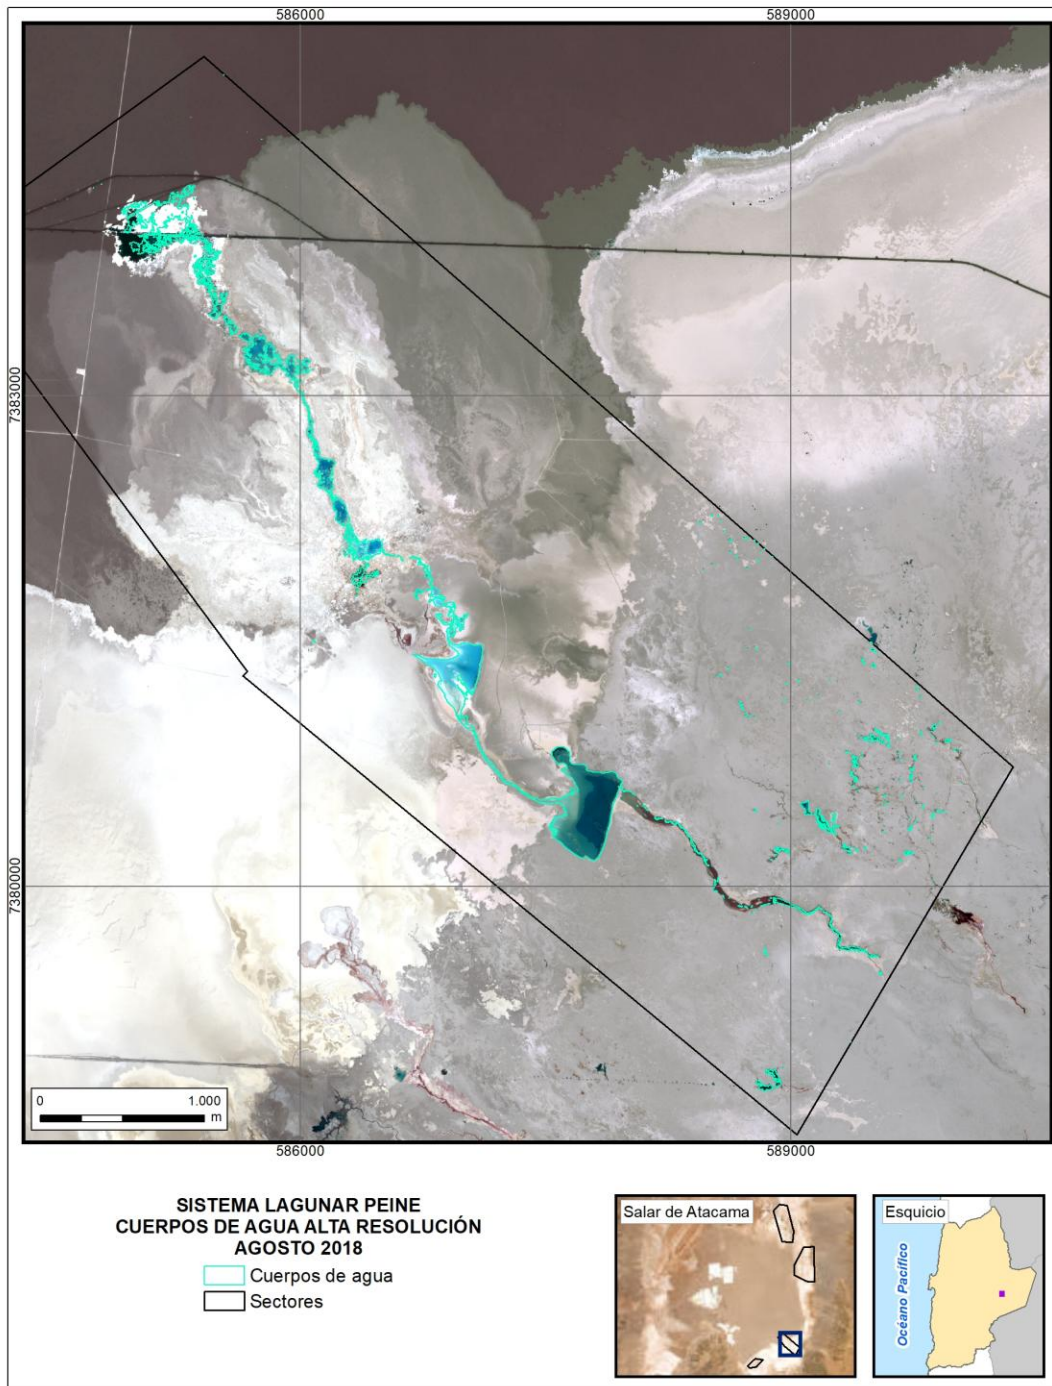 586000 589000
7383000
7380000
0 1.000
m
586000 589000
SISTEMA LAGUNAR PEINE
CUERPOS DE AGUA ALTA RESOLUCIÓN
AGOSTO 2018
Cuerpos de agua
Sectores
Salar de Atacama
Esquicio
Océano Pacífico